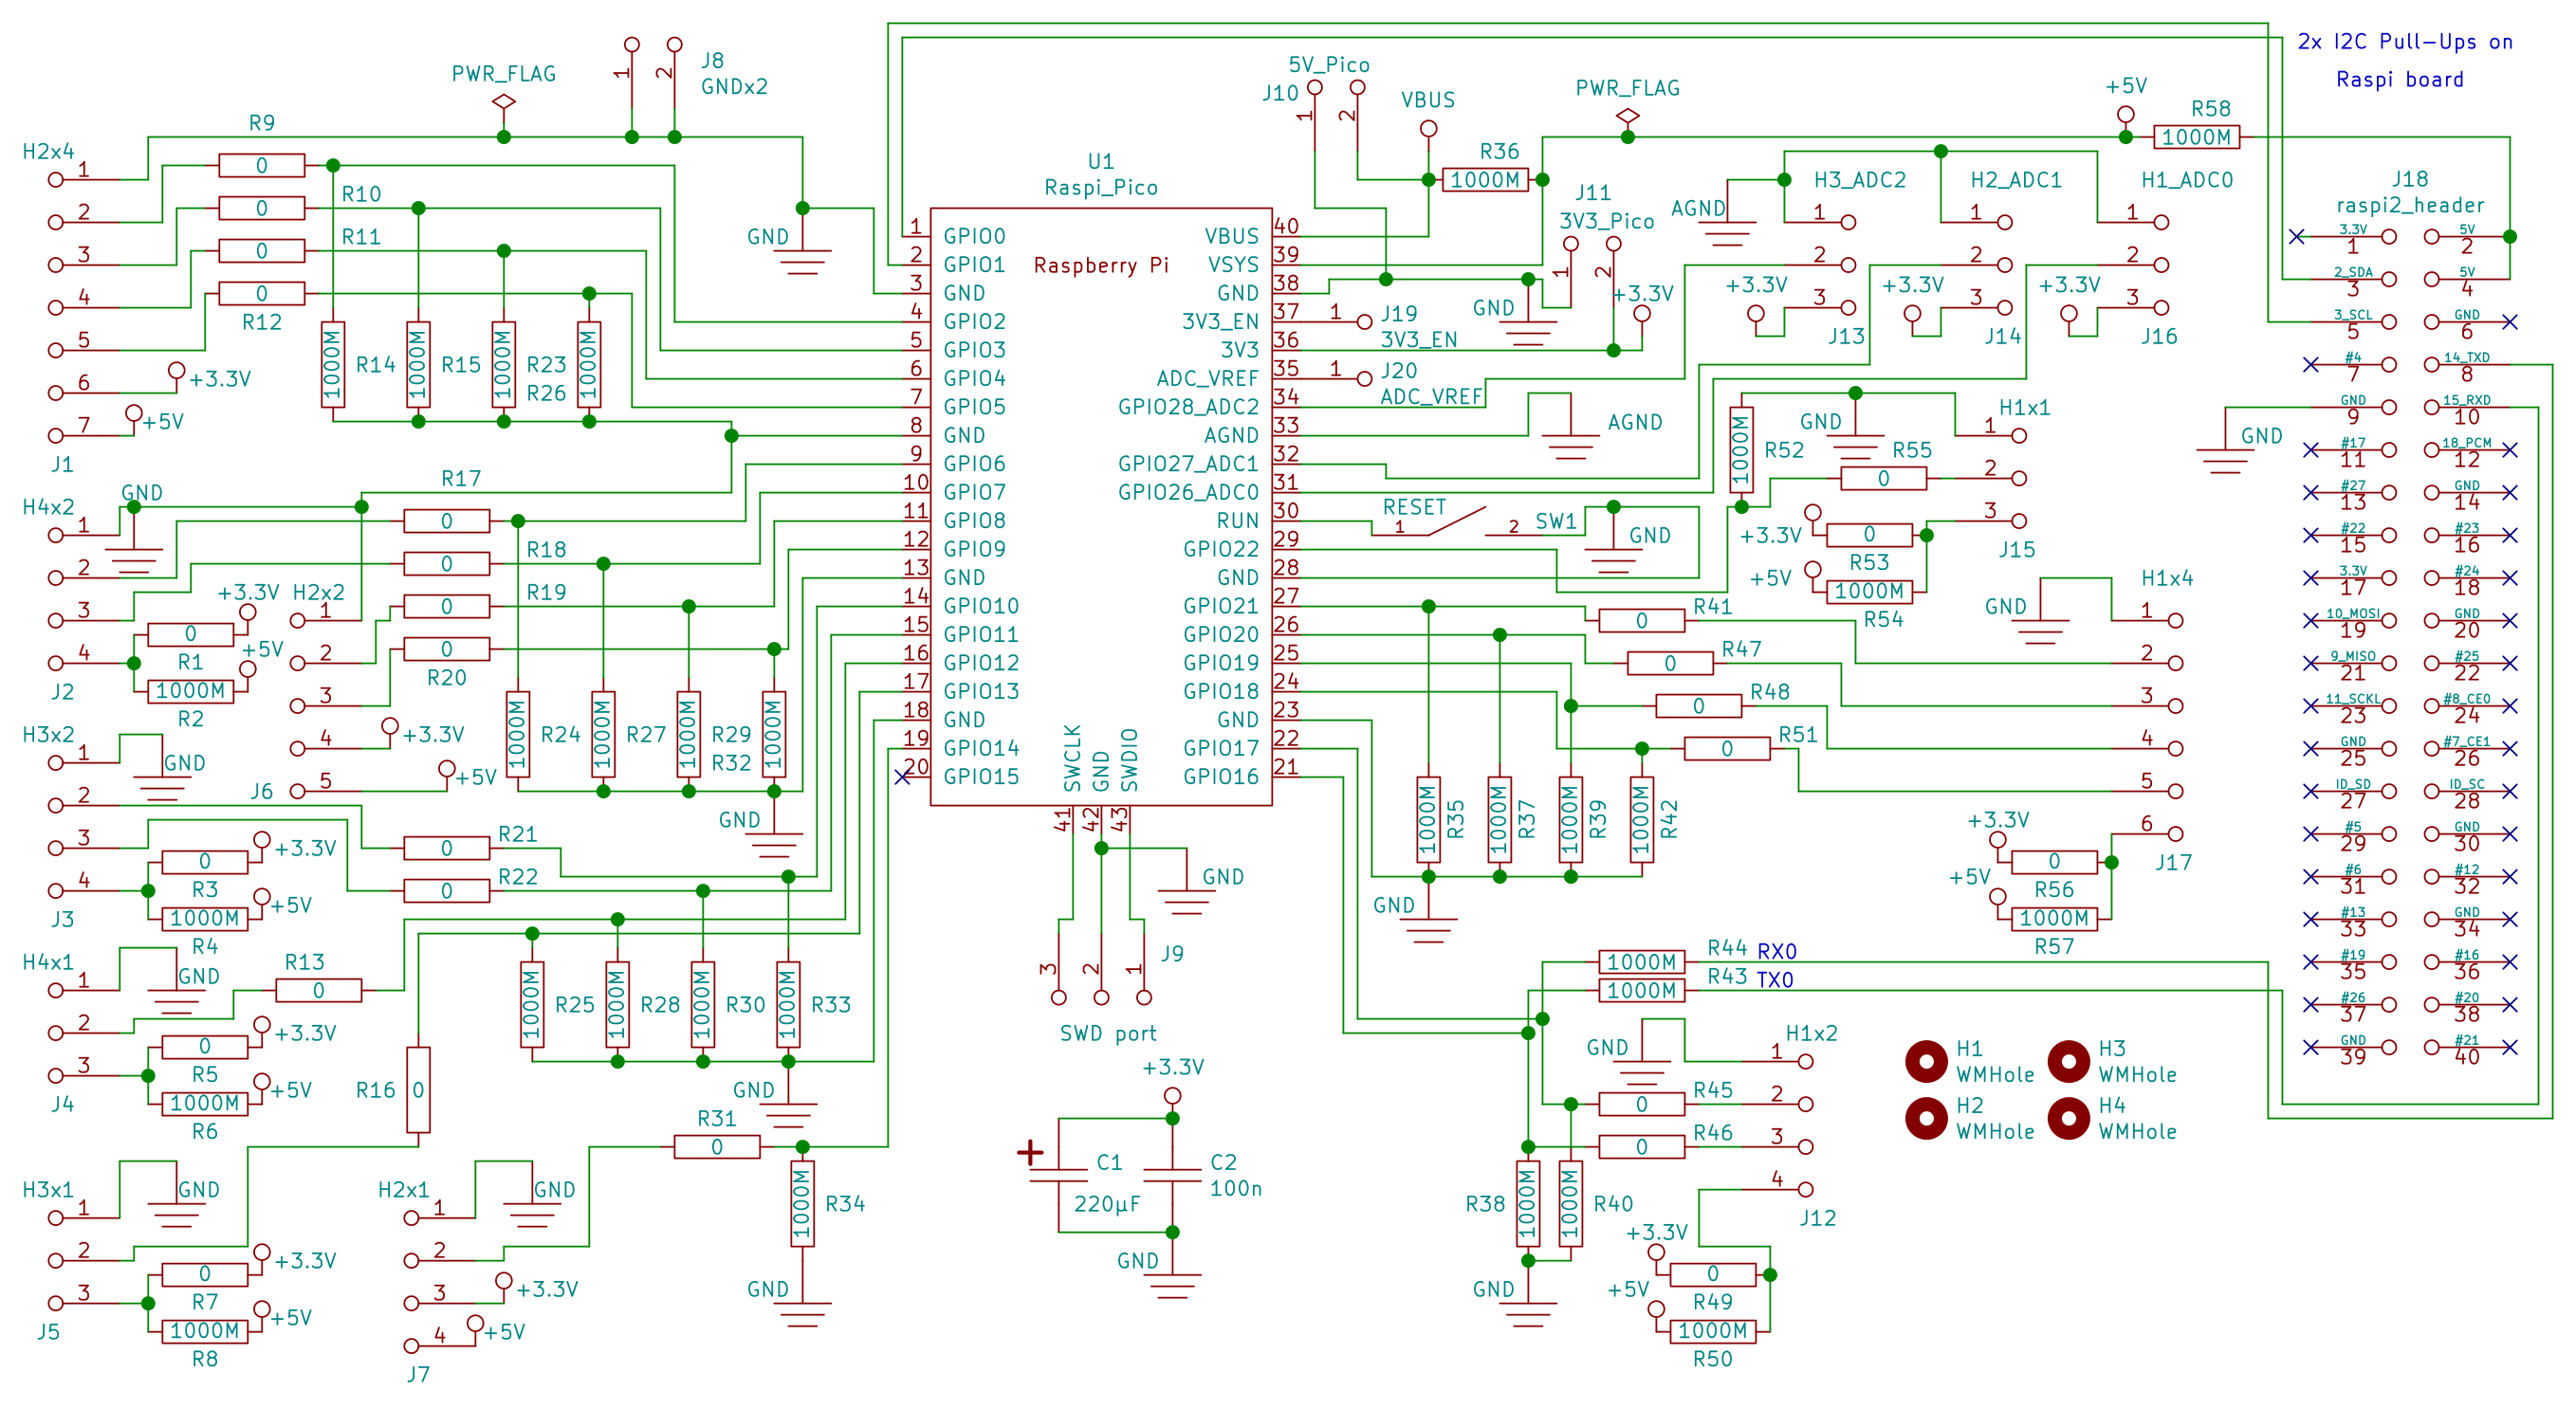 2x I2C Pull-Ups on
Raspi board
PWR_FLAG
1
2
J8
GNDx2
5V_Pico
J10
1
2
VBUS
PWR_FLAG
+5V
R58
1000M
H2x4
1
2
3
4
5
6
7
J1
R9
0
R10
0
R11
0
R12
0
+3.3V
+5V
1000M
R14
1000M
R15
1000M
R23
R26
1000M
GND
U1
Raspi_Pico
Raspberry Pi
1 GPIO0
2 GPIO1
3 GND
4 GPIO2
5 GPIO3
6 GPIO4
7 GPIO5
8 GND
9 GPIO6
10 GPIO7
11 GPIO8
12 GPIO9
13 GND
14 GPIO10
15 GPIO11
16 GPIO12
17 GPIO13
18 GND
19 GPIO14
20 GPIO15
VBUS 40
VSYS 39
GND 38
3V3_EN 37
3V3 36
ADC_VREF 35
GPIO28_ADC2 34
AGND 33
GPIO27_ADC1 32
GPIO26_ADC0 31
RUN 30
GPIO22 29
GND 28
GPIO21 27
GPIO20 26
GPIO19 25
GPIO18 24
GND 23
GPIO17 22
GPIO16 21
SWCLK 41
GND 42
SWDIO 43
R36
1000M
J11
3V3_Pico
1
2
+3.3V
GND
1 J19
3V3_EN
1 J20
ADC_VREF
AGND
AGND
H3_ADC2
1
2
3
+3.3V
J13
H2_ADC1
1
2
3
+3.3V
J14
H1_ADC0
1
2
3
+3.3V
J16
RESET
1
2
SW1
GND
1000M
R52
GND
H1x1
1
2
3
J15
R55
0
+3.3V
0
R53
+5V
1000M
R54
H4x2
1
2
3
4
J2
GND
+3.3V
0
R1
+5V
1000M
R2
R17
0
R18
0
R19
0
R20
0
H2x2
1
2
3
4
5
J6
+3.3V
+5V
1000M
R24
1000M
R27
1000M
R29
R32
1000M
GND
H3x2
1
2
3
4
J3
GND
+3.3V
0
R3
+5V
1000M
R4
R21
0
R22
0
H4x1
1
2
3
J4
GND
R13
0
+3.3V
0
R5
+5V
1000M
R6
R16
0
1000M
R25
1000M
R28
1000M
R30
1000M
R33
GND
H3x1
1
2
3
J5
GND
+3.3V
0
R7
+5V
1000M
R8
H2x1
1
2
3
4
J7
GND
+3.3V
+5V
R31
0
1000M
R34
GND
GND
3
2
1
J9
SWD port
+3.3V
C1
220µF
C2
100n
GND
R41
0
R47
0
R48
0
R51
0
1000M
R35
1000M
R37
1000M
R39
1000M
R42
GND
H1x4
1
2
3
4
5
6
J17
GND
+3.3V
0
R56
+5V
1000M
R57
1000M R44 RX0
1000M R43 TX0
GND
H1x2
1
2
3
4
J12
R45
0
R46
0
R38
1000M
1000M
R40
GND
+3.3V
0
R49
+5V
1000M
R50
H1
WMHole
H2
WMHole
H3
WMHole
H4
WMHole
J18
raspi2_header
GND
3.3V 1
5V 2
2_SDA 3
5V 4
3_SCL 5
GND 6
#4 7
14_TXD 8
GND 9
15_RXD 10
#17 11
18_PCM 12
#27 13
GND 14
#22 15
#23 16
3.3V 17
#24 18
10_MOSI 19
GND 20
9_MISO 21
#25 22
11_SCKL 23
#8_CE0 24
GND 25
#7_CE1 26
ID_SD 27
ID_SC 28
#5 29
GND 30
#6 31
#12 32
#13 33
GND 34
#19 35
#16 36
#26 37
#20 38
GND 39
#21 40